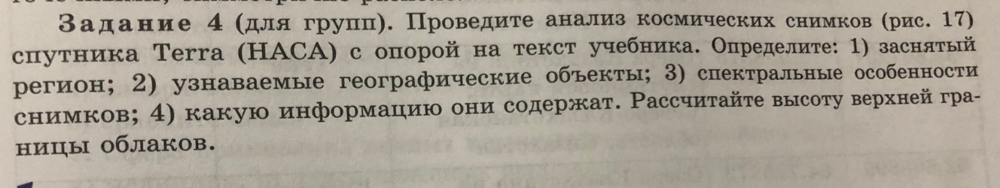 Задание 4 (для групп). Проведите анализ космических снимков (рис. 17)
спутника Terra (НАСА) с опорой на текст учебника. Определите: 1) заснятый
регион; 2) узнаваемые географические объекты; 3) спектральные особенности
снимков; 4) какую информацию они содержат. Рассчитайте высоту верхней гра-
ницы облаков.